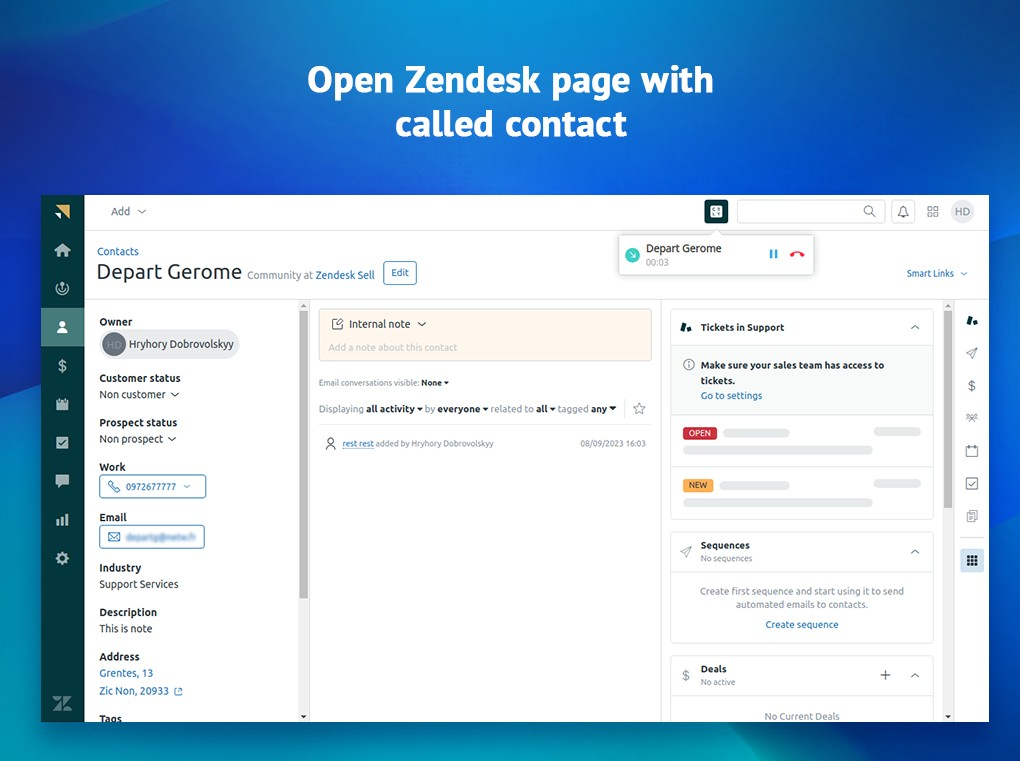 Open Zendesk page with
called contact
Add
HD
Contacts
Depart Gerome Community at Zendesk Sell Edit
Depart Gerome
00:03
Smart Links
Owner
HD Hryhory Dobrovolskyy
Customer status
Non customer
Prospect status
Non prospect
Work
0972677777
Email
Industry
Support Services
Description
This is note
Address
Grentes, 13
Zic Non, 20933
Tags
Internal note
Add a note about this contact
Email conversations visible: None
Displaying all activity by everyone related to all tagged any
rest rest added by Hryhory Dobrovolskyy 08/09/2023 16:03
Tickets in Support
Make sure your sales team has access to
tickets.
Go to settings
OPEN
NEW
Sequences
No sequences
Create first sequence and start using it to send
automated emails to contacts.
Create sequence
Deals
No active
No Current Deals